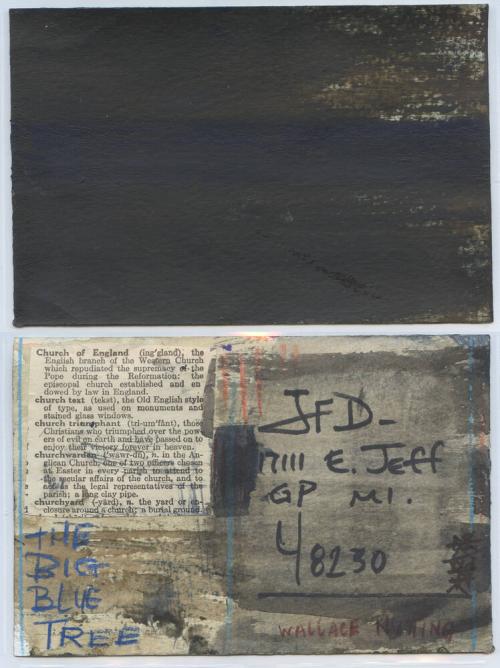 Church of England (ing'gland), the
English branch of the Western Church
which repudiated the supremacy of the
Pope during the Reformation: the
episcopal church established and en
dowed by law in England.
church text (tekst), the Old English style
of type, as used on monuments and
stained glass windows.
church triumphant (trī-um'fănt), those
Christians who triumphed over the pow
ers of evil on earth and have passed on to
enjoy their victory forever in heaven.
churchwarden (-wawr-dn), n. in the An-
glican Church, one of two officers chosen
at Easter in every parish to attend to
the secular affairs of the church, and to
act as the legal representatives of the
parish; a long clay pipe.
churchyard (-yärd), n. the yard or en-
closure around a church; a burial ground.
THE
BIG
BLUE
TREE
JFD-
17111 E. Jeff
GP MI.
48230
WALLACE NUTTING